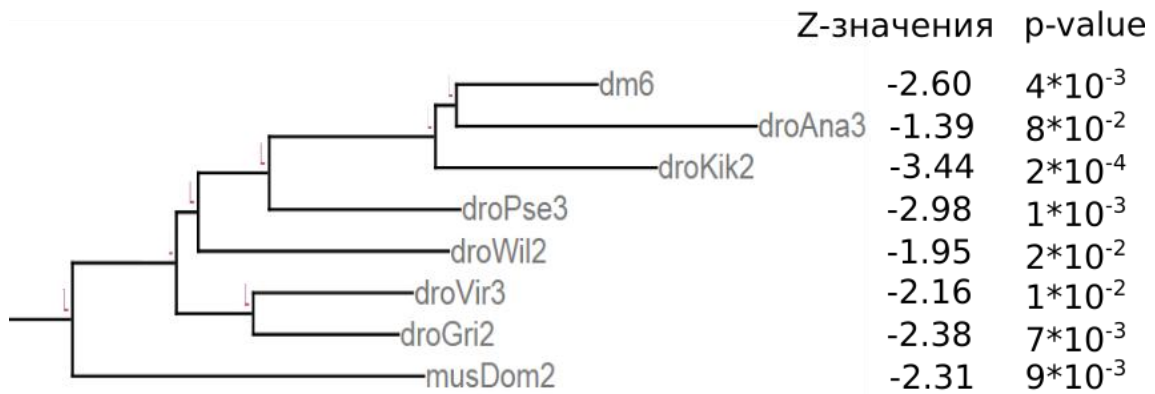 Z-значения p-value
dm6 -2.60 4*10⁻³
droAna3 -1.39 8*10⁻²
droKik2 -3.44 2*10⁻⁴
droPse3 -2.98 1*10⁻³
droWil2 -1.95 2*10⁻²
droVir3 -2.16 1*10⁻²
droGri2 -2.38 7*10⁻³
musDom2 -2.31 9*10⁻³